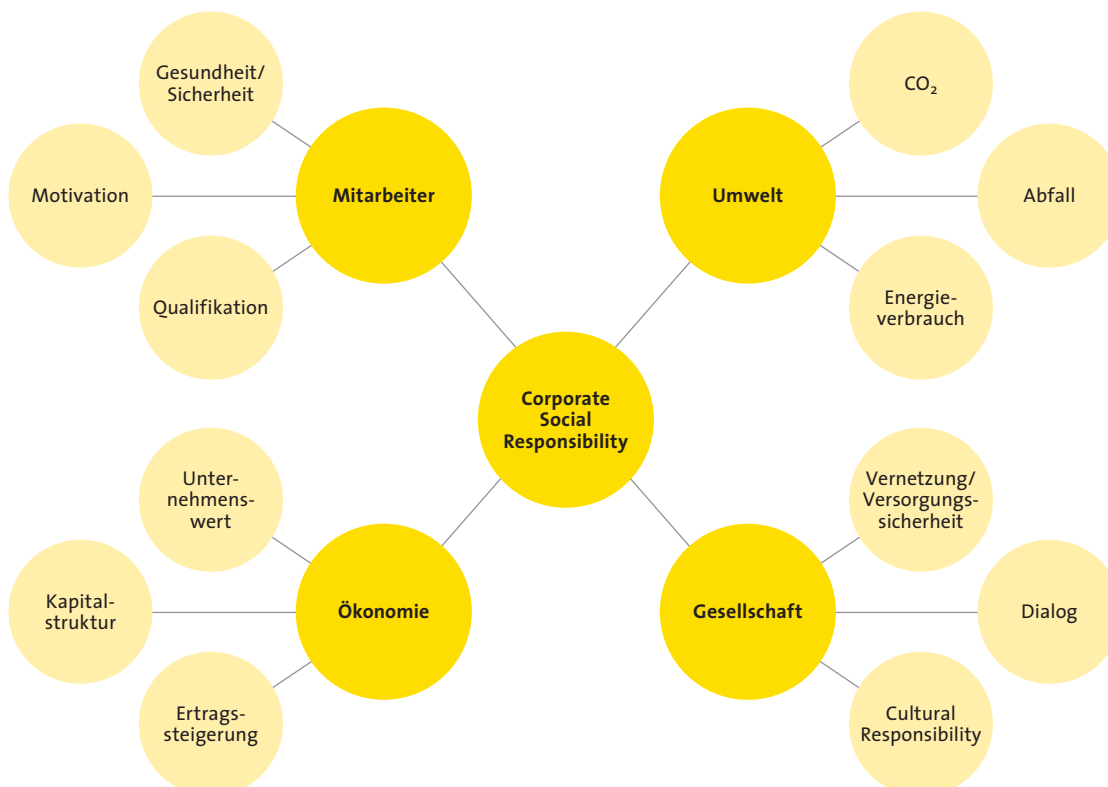 Gesundheit/
Sicherheit
Motivation
Mitarbeiter
Qualifikation
CO₂
Umwelt
Abfall
Energie-
verbrauch
Corporate
Social
Responsibility
Unter-
nehmens-
wert
Kapital-
struktur
Ökonomie
Ertrags-
steigerung
Vernetzung/
Versorgungs-
sicherheit
Gesellschaft
Dialog
Cultural
Responsibility